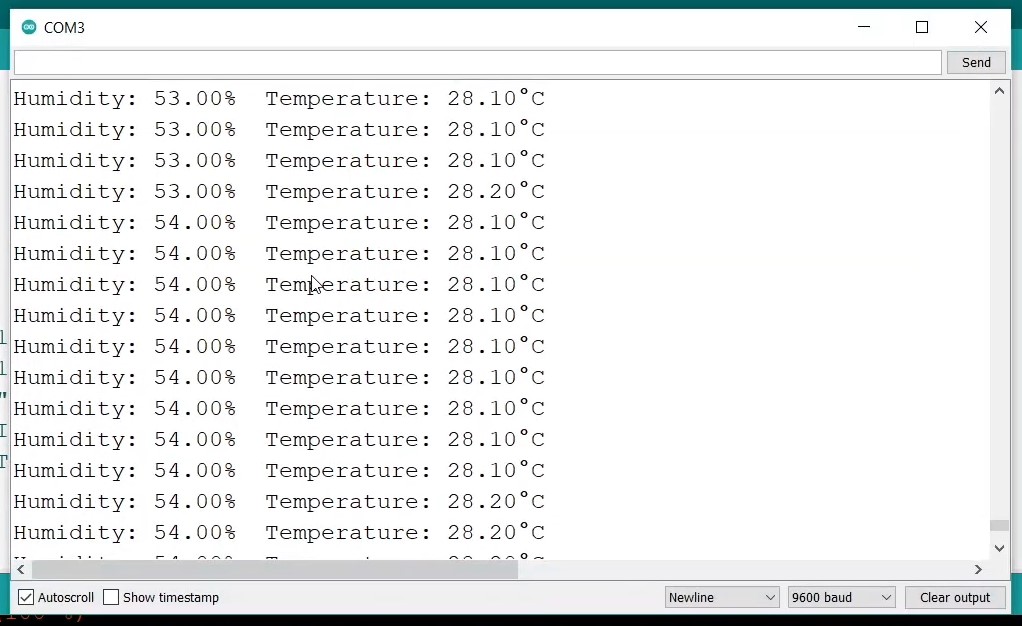 COM3
Send
Humidity: 53.00%  Temperature: 28.10°C
Humidity: 53.00%  Temperature: 28.10°C
Humidity: 53.00%  Temperature: 28.10°C
Humidity: 53.00%  Temperature: 28.20°C
Humidity: 54.00%  Temperature: 28.10°C
Humidity: 54.00%  Temperature: 28.10°C
Humidity: 54.00%  Temperature: 28.10°C
Humidity: 54.00%  Temperature: 28.10°C
Humidity: 54.00%  Temperature: 28.10°C
Humidity: 54.00%  Temperature: 28.10°C
Humidity: 54.00%  Temperature: 28.10°C
Humidity: 54.00%  Temperature: 28.10°C
Humidity: 54.00%  Temperature: 28.10°C
Humidity: 54.00%  Temperature: 28.20°C
Humidity: 54.00%  Temperature: 28.20°C
Autoscroll Show timestamp Newline 9600 baud Clear output